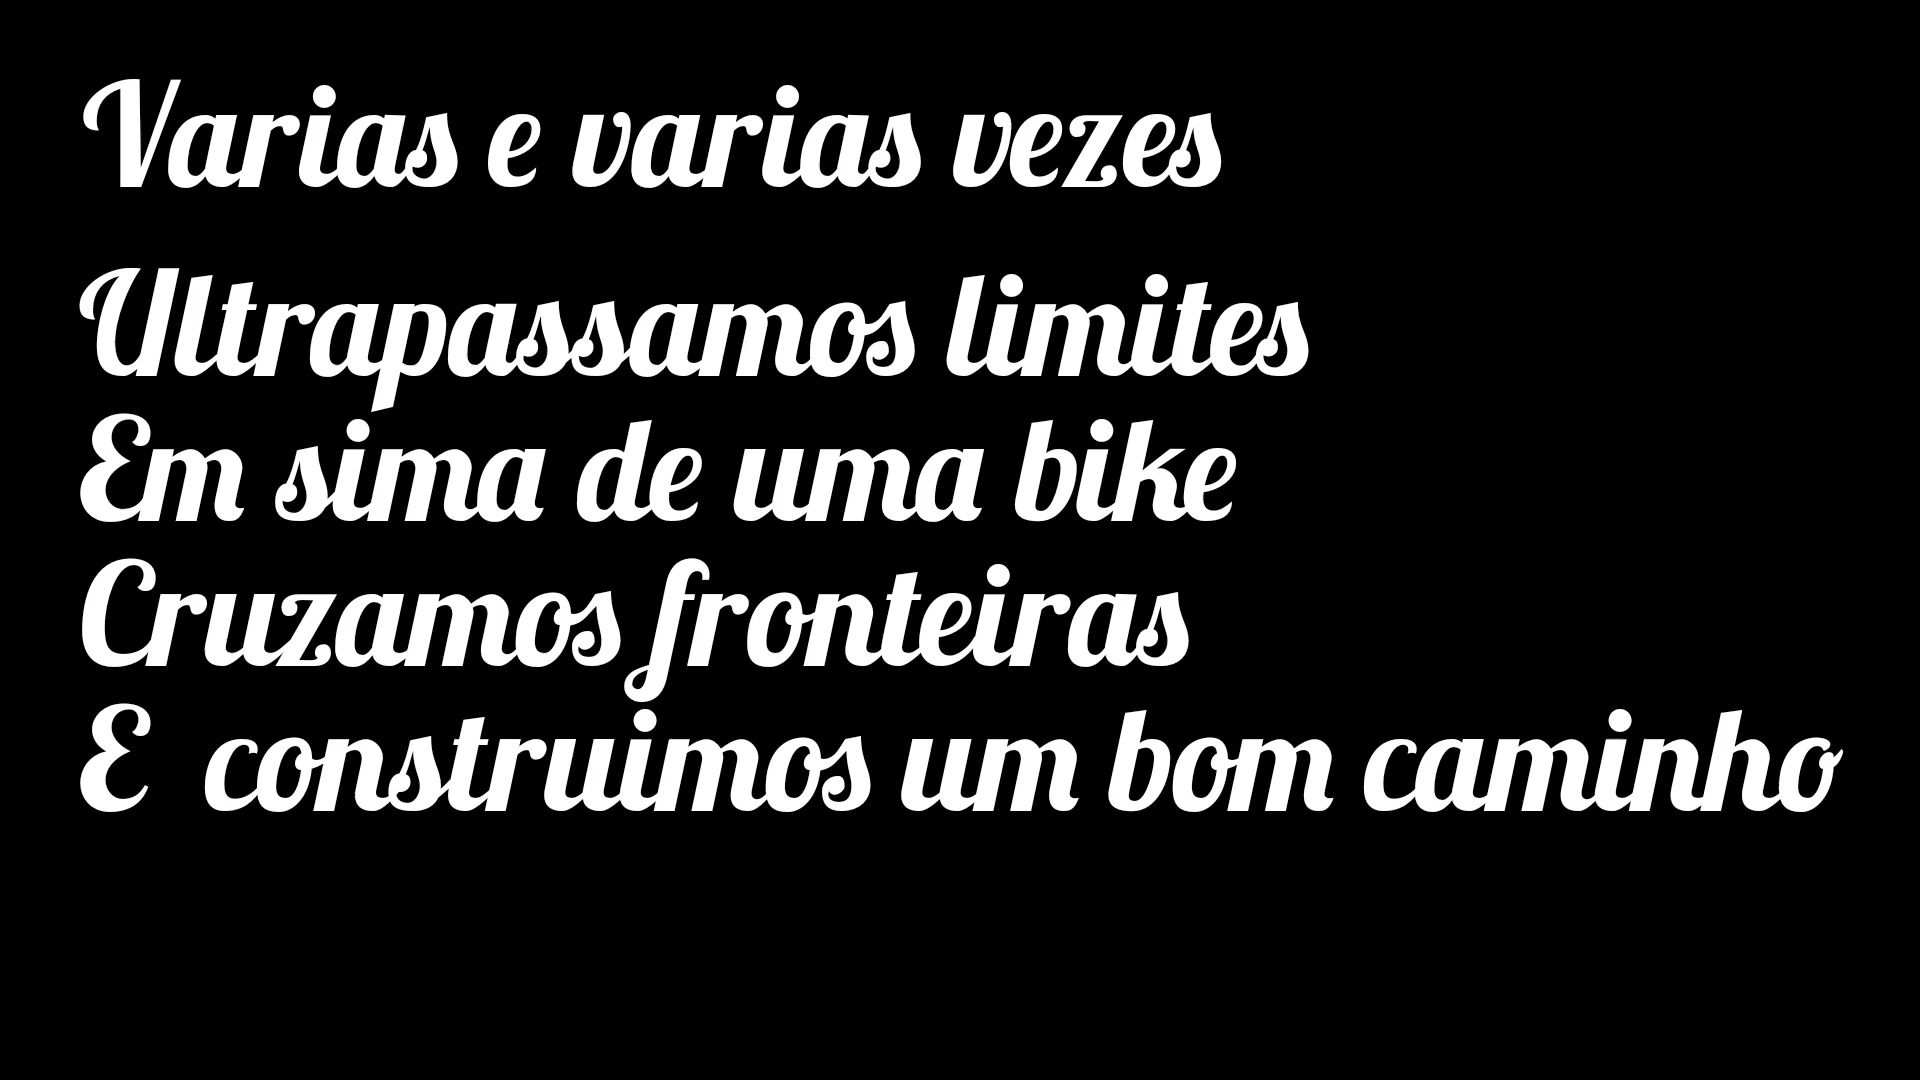 Varias e varias vezes
Ultrapassamos limites
Em sima de uma bike
Cruzamos fronteiras
E  construimos um bom caminho